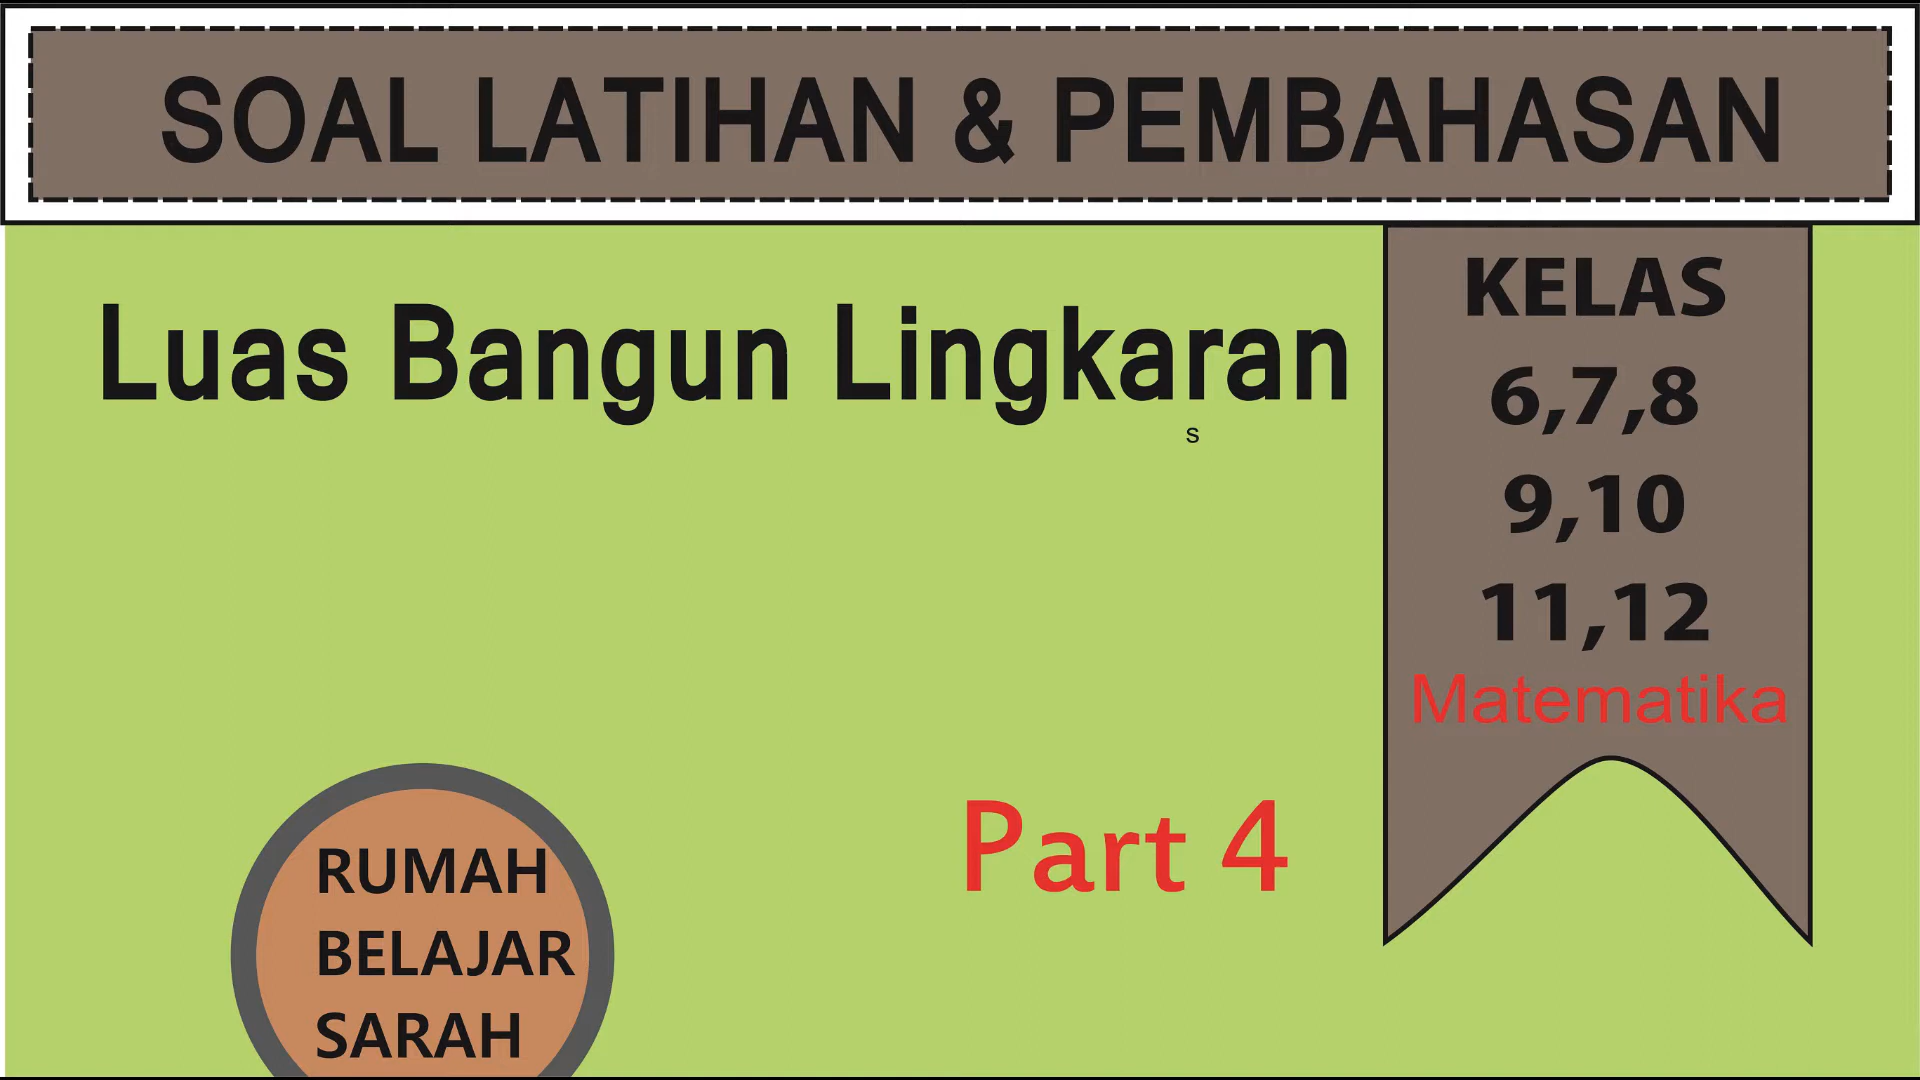 SOAL LATIHAN & PEMBAHASAN
Luas Bangun Lingkaran
s
KELAS
6,7,8
9,10
11,12
Matematika
Part 4
RUMAH
BELAJAR
SARAH